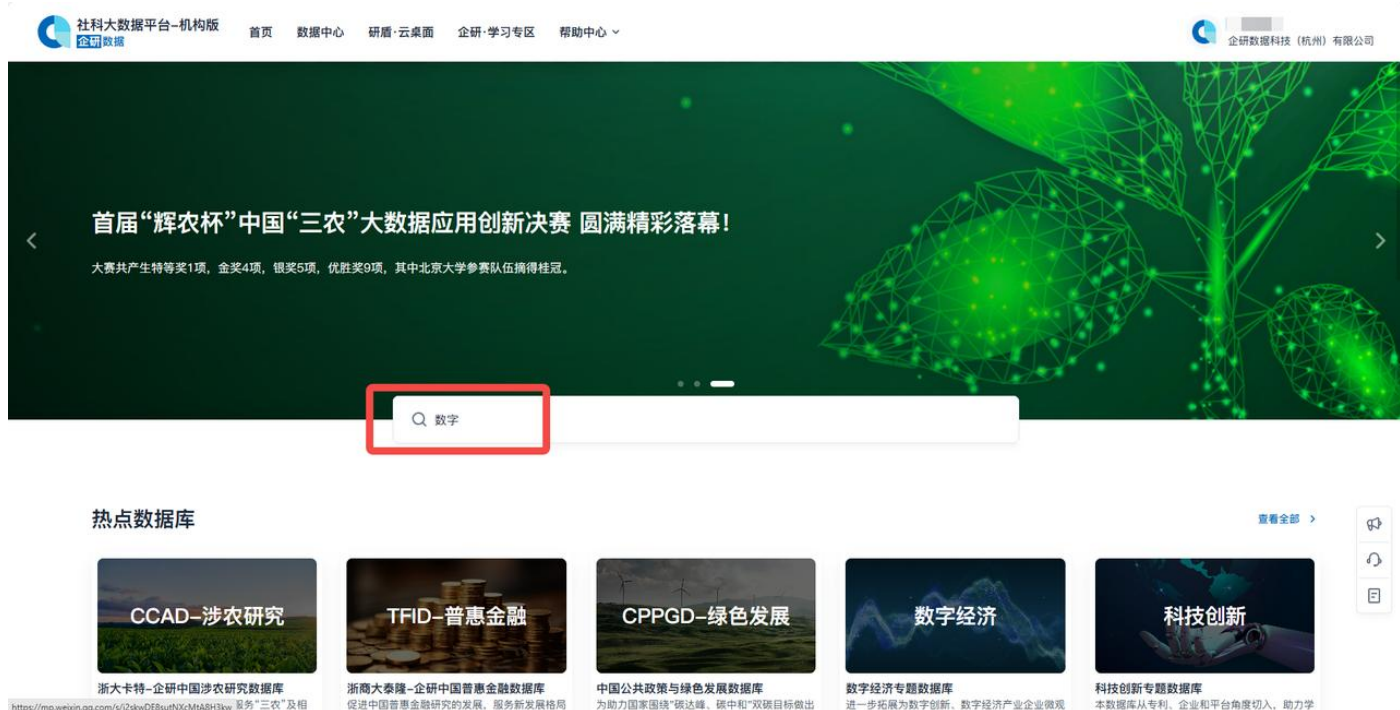 社科大数据平台-机构版
企研数据
首页 数据中心 研盾·云桌面 企研·学习专区 帮助中心
企研数据科技（杭州）有限公司
首届“辉农杯”中国“三农”大数据应用创新决赛 圆满精彩落幕！
大赛共产生特等奖1项，金奖4项，银奖5项，优胜奖9项，其中北京大学参赛队伍摘得桂冠。
数字
热点数据库
查看全部
CCAD-涉农研究
TFID-普惠金融
CPPGD-绿色发展
数字经济
科技创新
浙大卡特-企研中国涉农研究数据库
浙商大泰隆-企研中国普惠金融数据库
中国公共政策与绿色发展数据库
数字经济专题数据库
科技创新专题数据库
服务“三农”及相
促进中国普惠金融研究的发展，服务新发展格局
为助力国家围绕“碳达峰、碳中和”双碳目标做出
进一步拓展为数字创新、数字经济产业企业微观
本数据库从专利、企业和平台角度切入，助力学